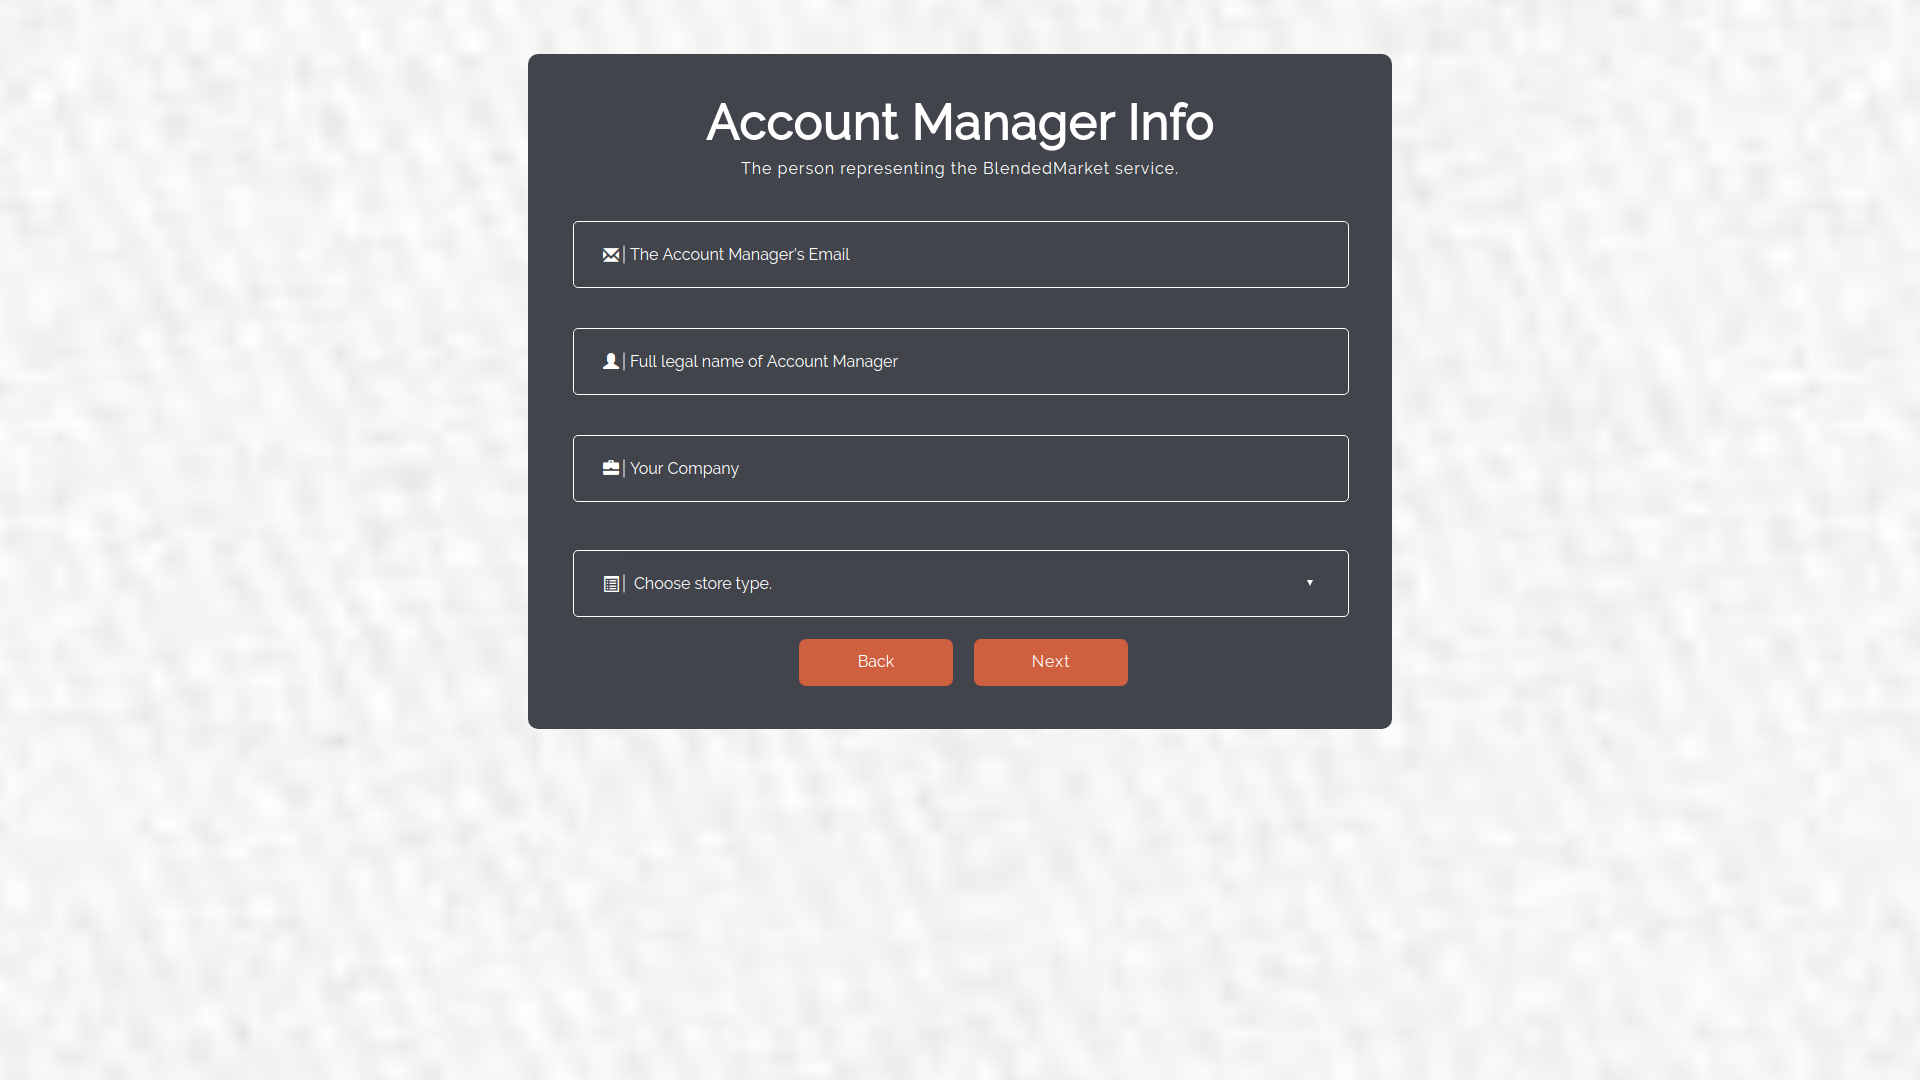 Account Manager Info
The person representing the BlendedMarket service.
The Account Manager's Email
Full legal name of Account Manager
Your Company
Choose store type.
Back Next